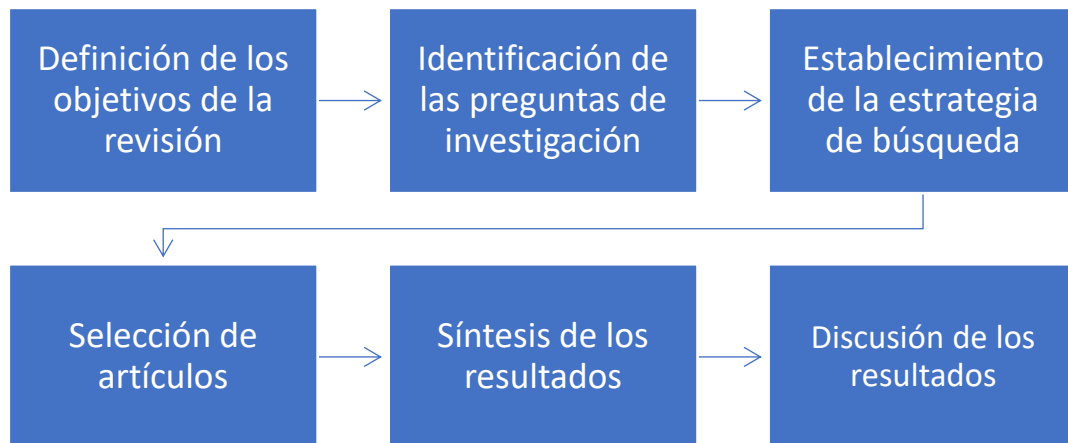 Definición de los
objetivos de la
revisión
Identificación de
las preguntas de
investigación
Establecimiento
de la estrategia
de búsqueda
Selección de
artículos
Síntesis de los
resultados
Discusión de los
resultados